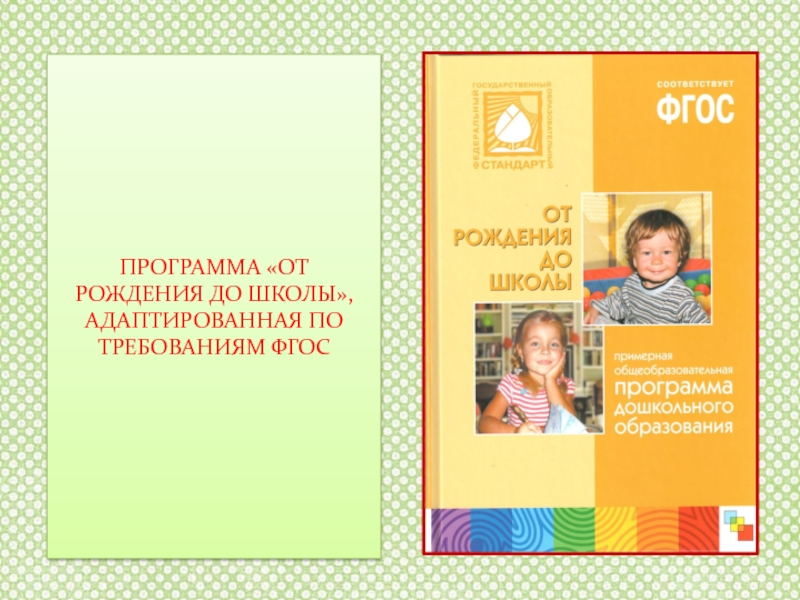 ПРОГРАММА «ОТ
РОЖДЕНИЯ ДО ШКОЛЫ»,
АДАПТИРОВАННАЯ ПО
ТРЕБОВАНИЯМ ФГОС
ФЕДЕРАЛЬНЫЙ
ГОСУДАРСТВЕННЫЙ
ОБРАЗОВАТЕЛЬНЫЙ
СТАНДАРТ
СООТВЕТСТВУЕТ
ФГОС
ОТ
РОЖДЕНИЯ
ДО
ШКОЛЫ
примерная
общеобразовательная
программа
дошкольного
образования